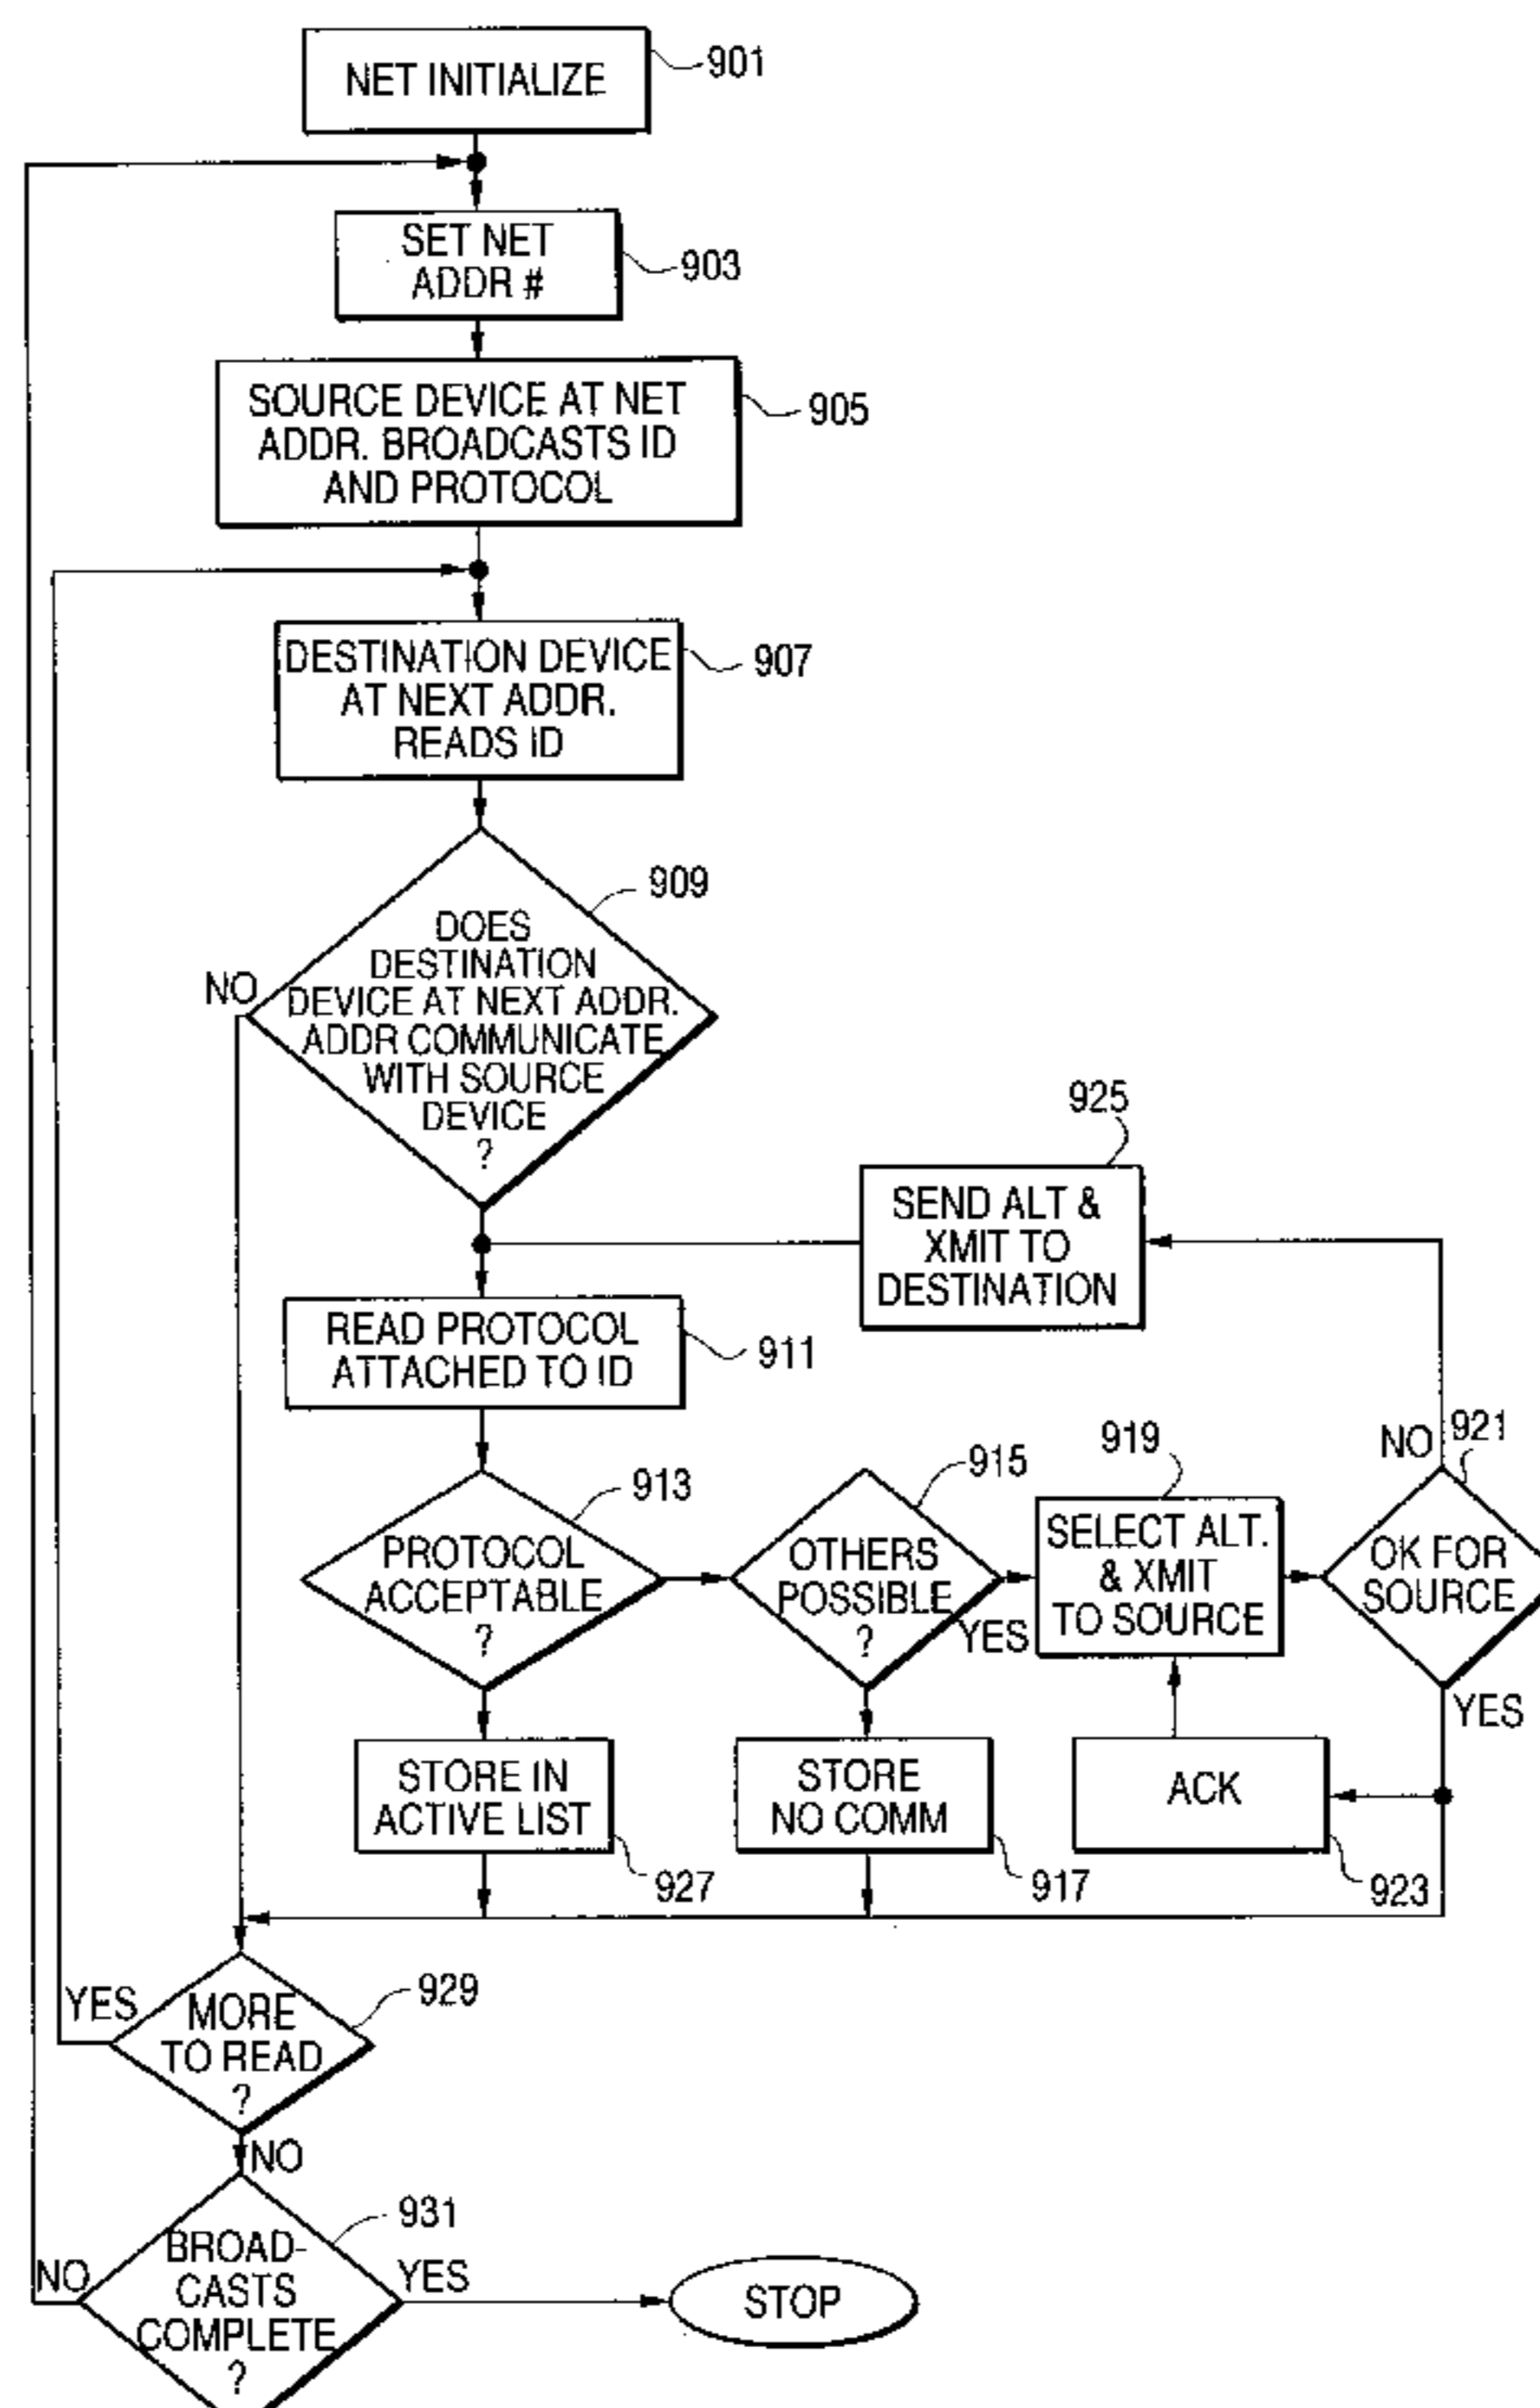 NET INITIALIZE
901
SET NET
ADDR #
903
SOURCE DEVICE AT NET
ADDR. BROADCASTS ID
AND PROTOCOL
905
DESTINATION DEVICE
AT NEXT ADDR.
READS ID
907
909
DOES
DESTINATION
DEVICE AT NEXT ADDR.
ADDR COMMUNICATE
WITH SOURCE
DEVICE
?
NO
925
SEND ALT &
XMIT TO
DESTINATION
READ PROTOCOL
ATTACHED TO ID
911
913
PROTOCOL
ACCEPTABLE
?
915
OTHERS
POSSIBLE
?
YES
919
SELECT ALT.
& XMIT
TO SOURCE
NO
921
OK FOR
SOURCE
YES
STORE IN
ACTIVE LIST
927
STORE
NO COMM
917
ACK
923
YES
MORE
TO READ
?
929
NO
931
BROAD-
CASTS
COMPLETE
?
NO
YES
STOP